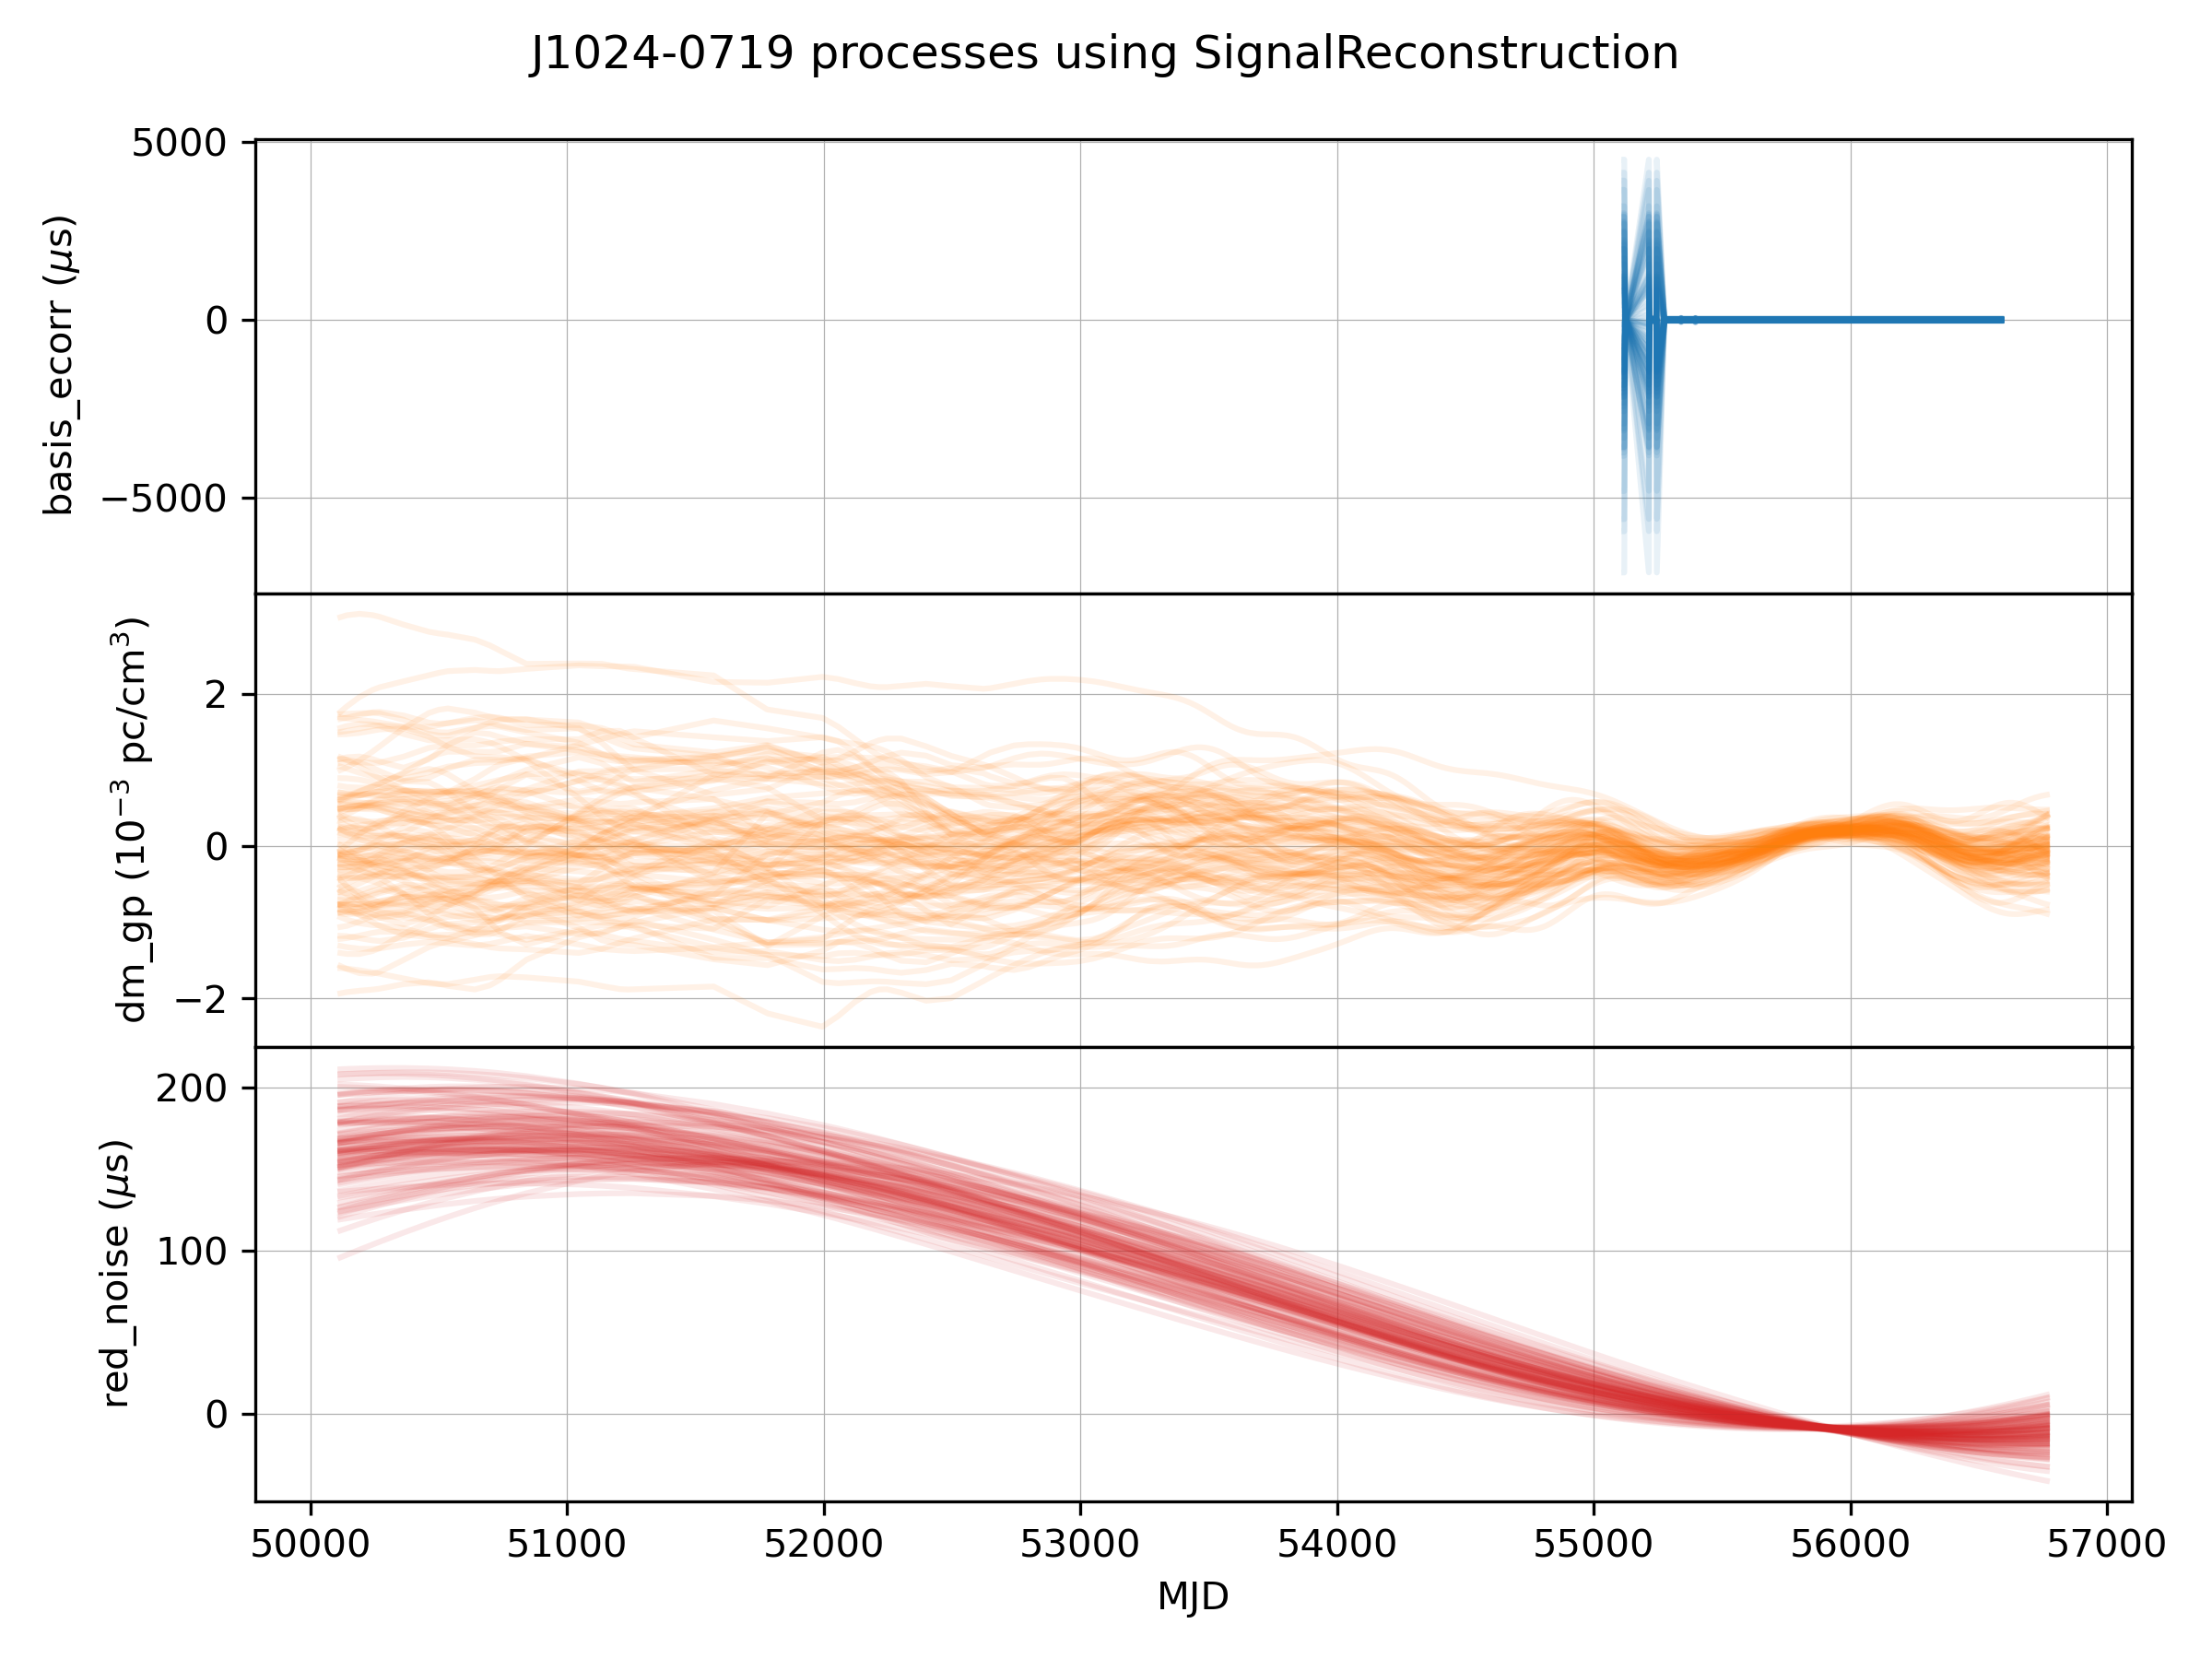 J1024-0719 processes using SignalReconstruction
basis_ecorr (μs)
5000
0
−5000
dm_gp (10⁻³ pc/cm³)
2
0
−2
red_noise (μs)
200
100
0
50000 51000 52000 53000 54000 55000 56000 57000
MJD